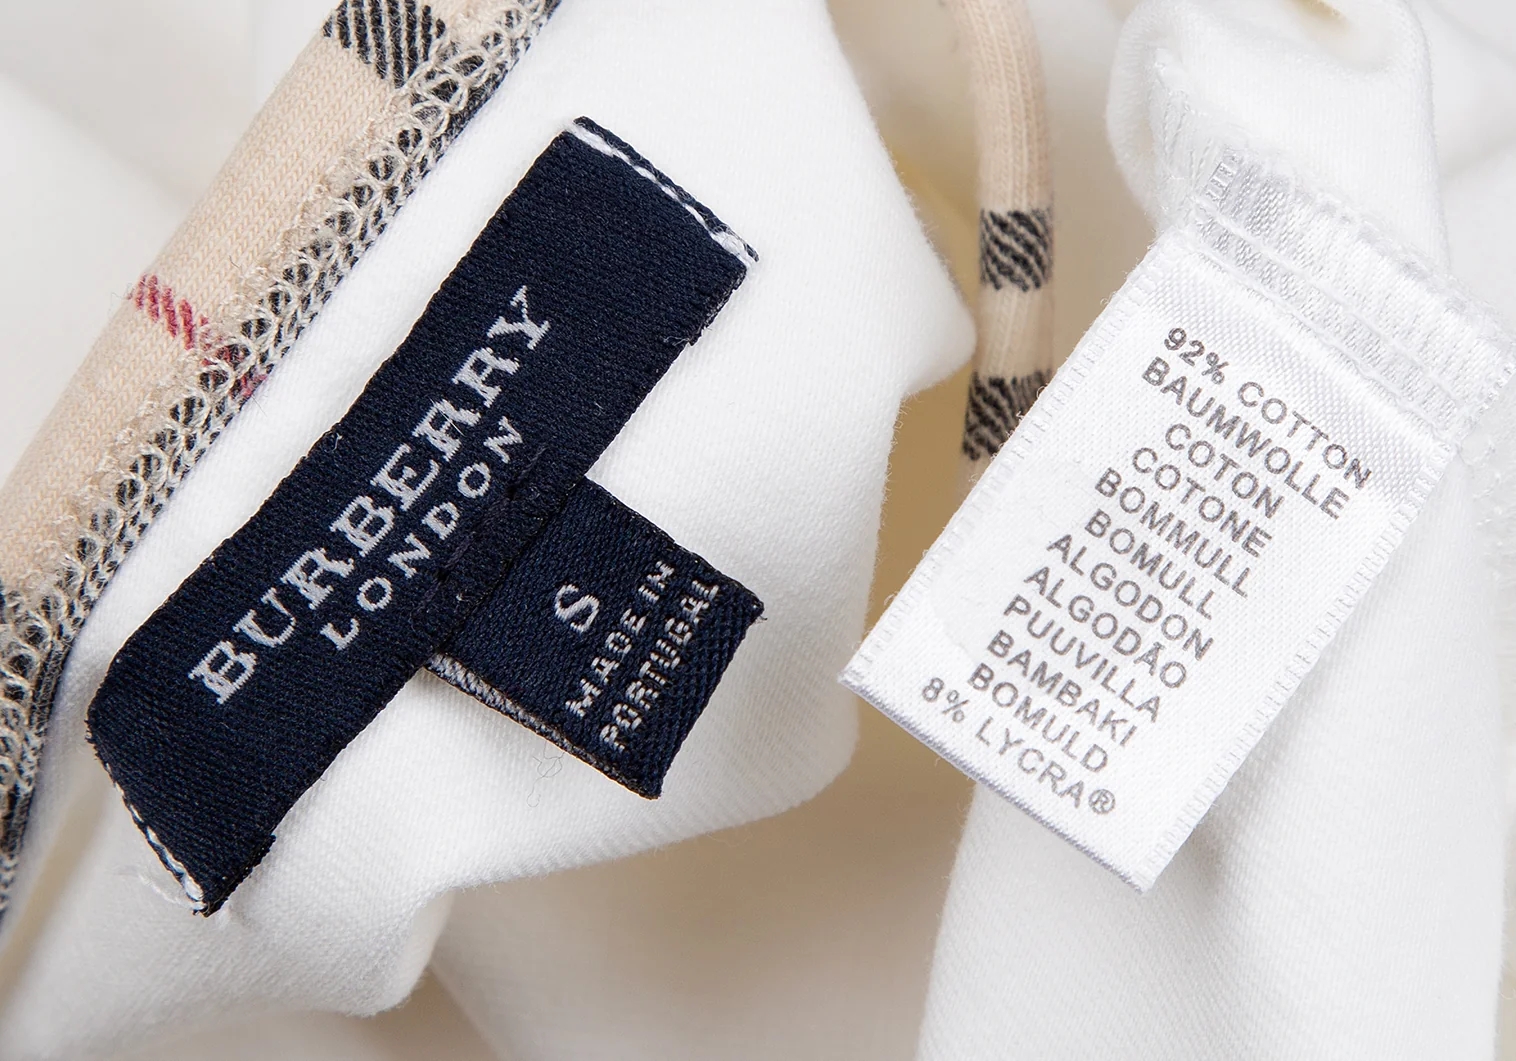 BURBERRY
LONDON
S
MADE IN
PORTUGAL
92% COTTON
BAUMWOLLE
COTON
COTONE
BOMMULL
BOMULL
ALGODON
ALGODÃO
PUUVILLA
BAMBAKI
BOMULD
8% LYCRA®